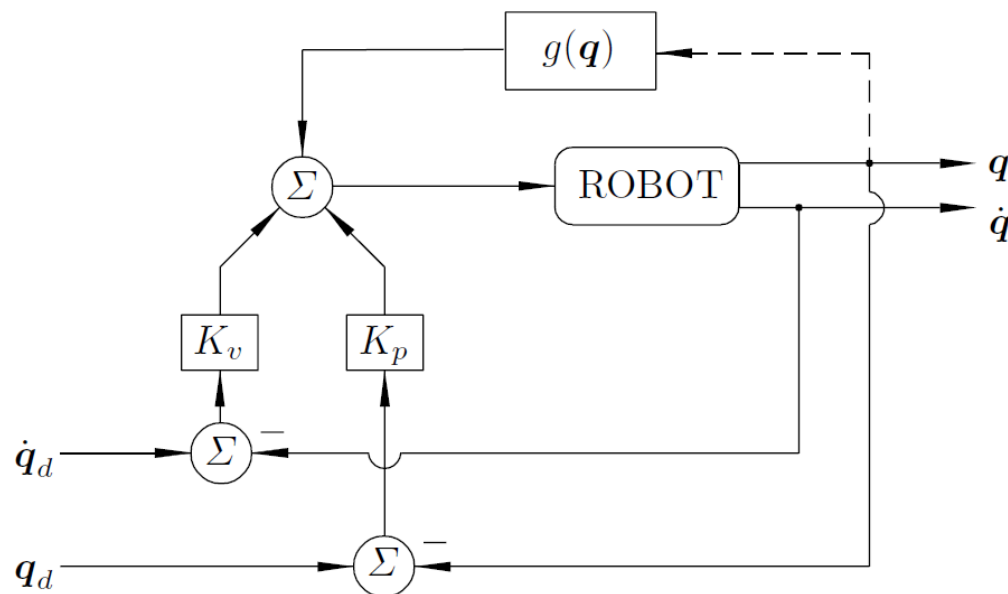 g(q)
Σ
ROBOT
q
q̇
K_v
K_p
q̇_d
Σ
−
q_d
Σ
−